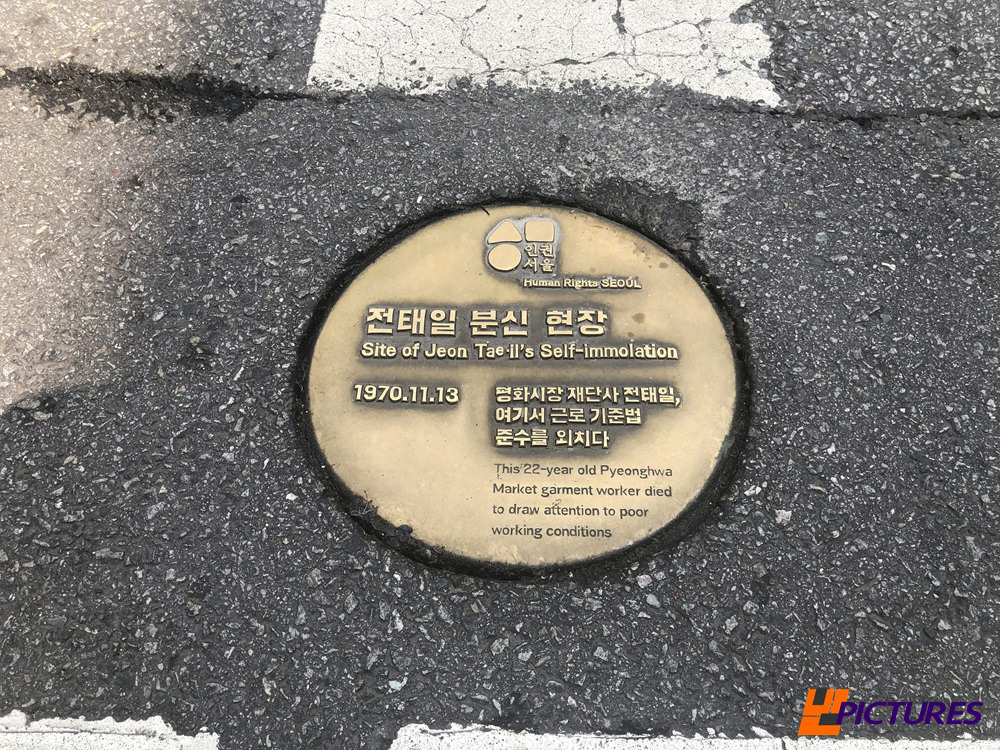 인권
서울
Human Rights SEOUL
전태일 분신 현장
Site of Jeon Tae-Il's Self-immolation
1970.11.13
평화시장 재단사 전태일,
여기서 근로 기준법
준수를 외치다
This 22-year old Pyeonghwa
Market garment worker died
to draw attention to poor
working conditions
PICTURES